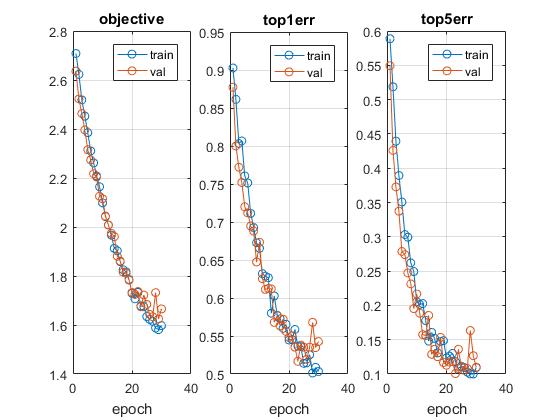 objective
2.8
2.6
2.4
2.2
2
1.8
1.6
1.4
0 20 40
epoch
train
val
top1err
0.95
0.9
0.85
0.8
0.75
0.7
0.65
0.6
0.55
0.5
0 20 40
epoch
train
val
top5err
0.6
0.55
0.5
0.45
0.4
0.35
0.3
0.25
0.2
0.15
0.1
0 20 40
epoch
train
val